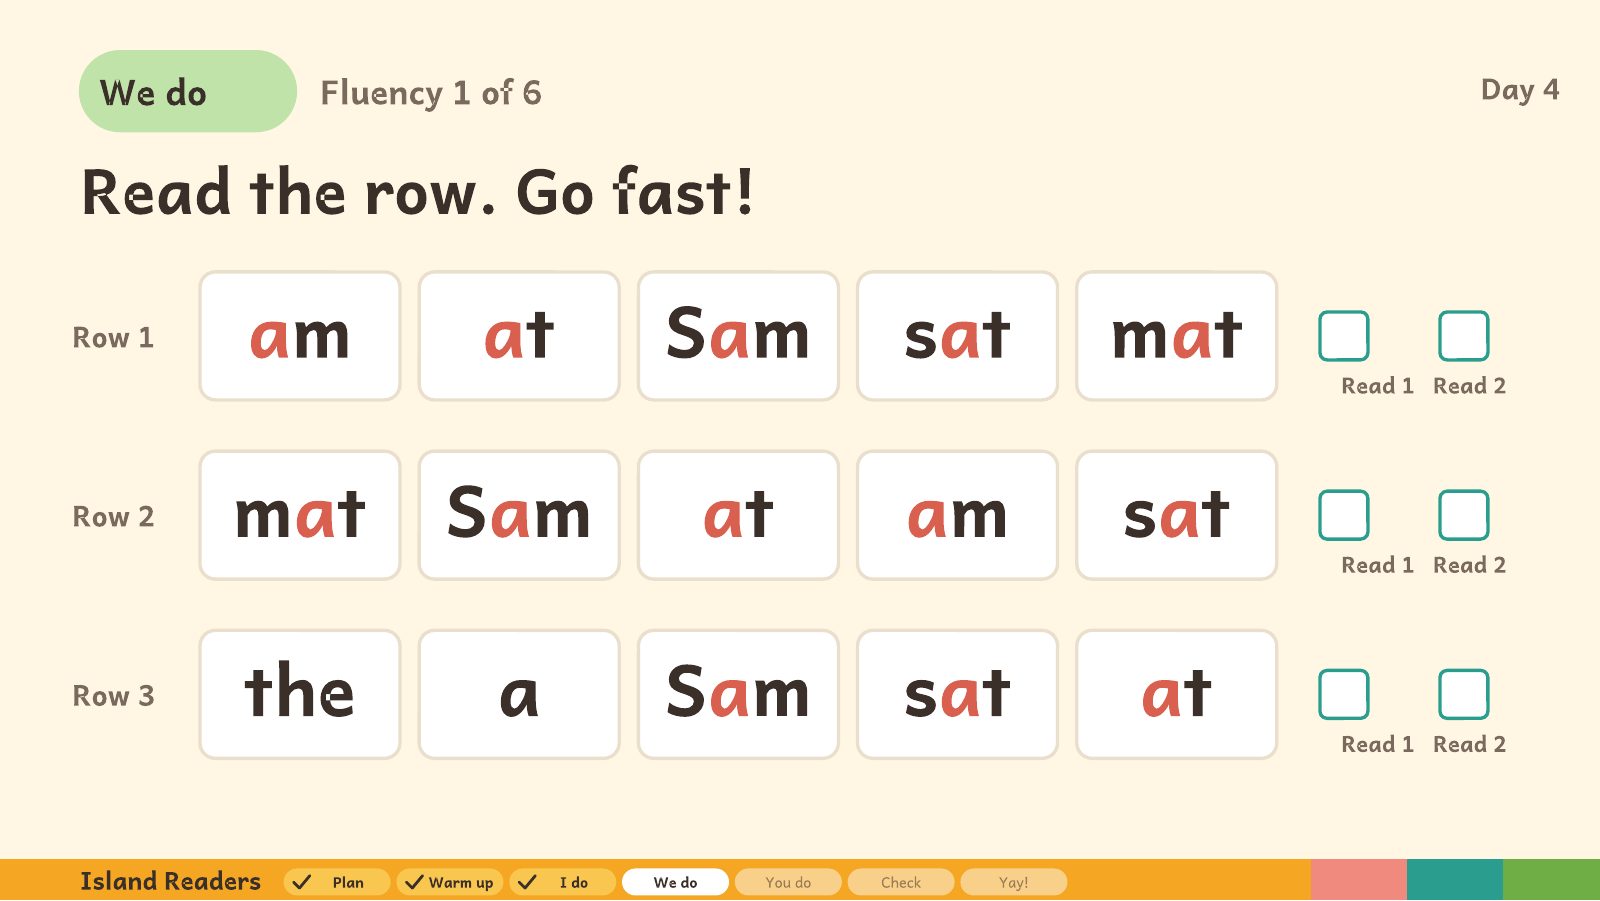 We do
Fluency 1 of 6
Day 4
Read the row. Go fast!
Row 1 am at Sam sat mat
Read 1 Read 2
Row 2 mat Sam at am sat
Read 1 Read 2
Row 3 the a Sam sat at
Read 1 Read 2
Island Readers Plan Warm up I do We do You do Check Yay!